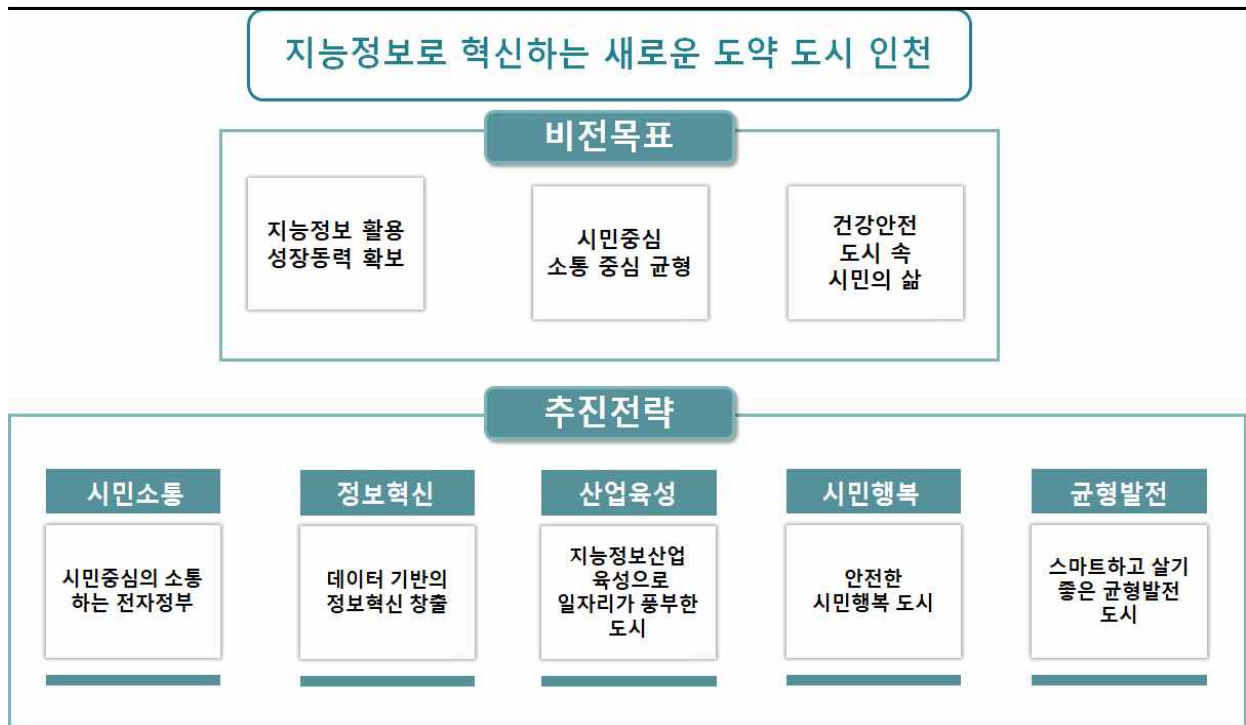 지능정보로 혁신하는 새로운 도약 도시 인천
비전목표
지능정보 활용
성장동력 확보
시민중심
소통 중심 균형
건강안전
도시 속
시민의 삶
추진전략
시민소통
시민중심의 소통
하는 전자정부
정보혁신
데이터 기반의
정보혁신 창출
산업육성
지능정보산업
육성으로
일자리가 풍부한
도시
시민행복
안전한
시민행복 도시
균형발전
스마트하고 살기
좋은 균형발전
도시